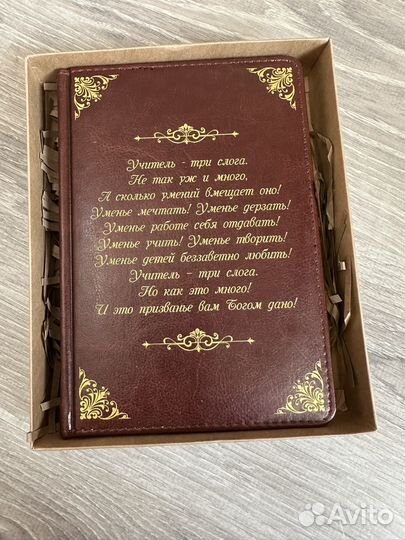 Учитель - три слога.
Не так уж и много,
А сколько умений вмещает оно!
Уменье мечтать! Уменье дерзать!
Уменье работе себя отдавать!
Уменье учить! Уменье творить!
Уменье детей беззаветно любить!
Учитель - три слога.
Но как это много!
И это призванье вам Богом дано!
Avito